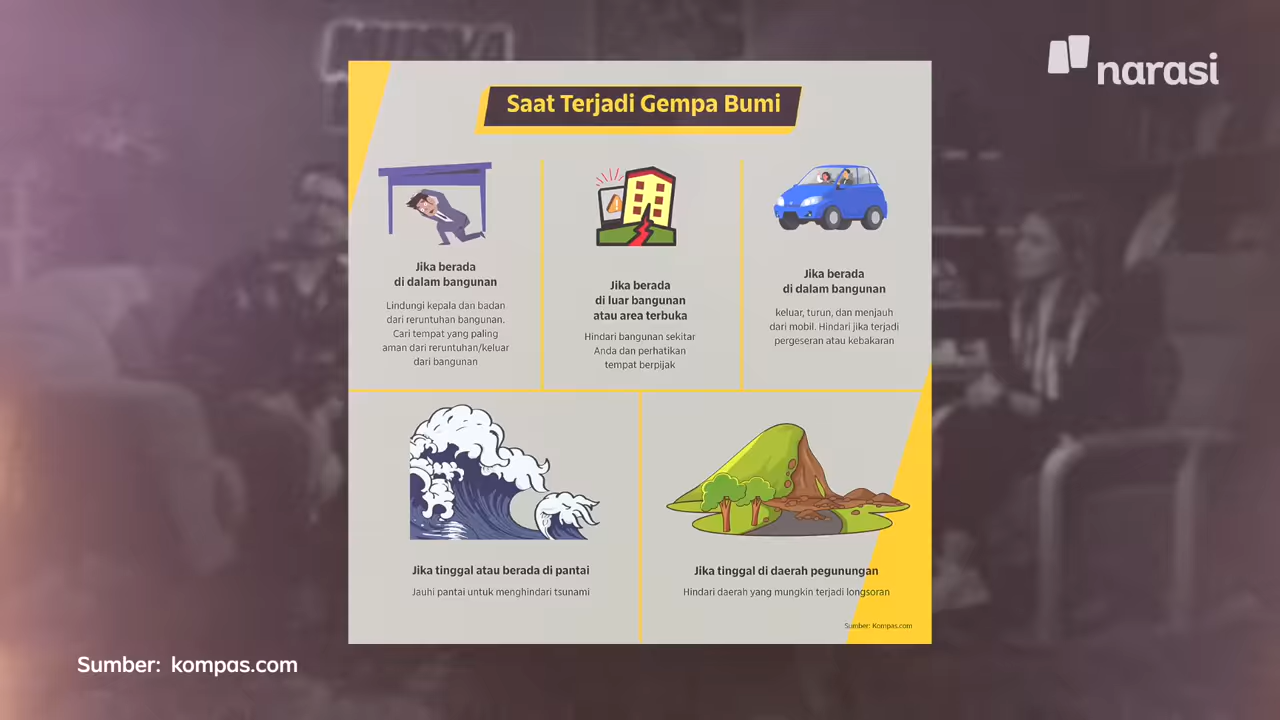 narasi
Saat Terjadi Gempa Bumi
Jika berada
di dalam bangunan
Lindungi kepala dan badan
dari reruntuhan bangunan.
Cari tempat yang paling
aman dari reruntuhan/keluar
dari bangunan
Jika berada
di luar bangunan
atau area terbuka
Hindari bangunan sekitar
Anda dan perhatikan
tempat berpijak
Jika berada
di dalam bangunan
keluar, turun, dan menjauh
dari mobil. Hindari jika terjadi
pergeseran atau kebakaran
Jika tinggal atau berada di pantai
Jauhi pantai untuk menghindari tsunami
Jika tinggal di daerah pegunungan
Hindari daerah yang mungkin terjadi longsoran
Sumber: Kompas.com
Sumber: kompas.com